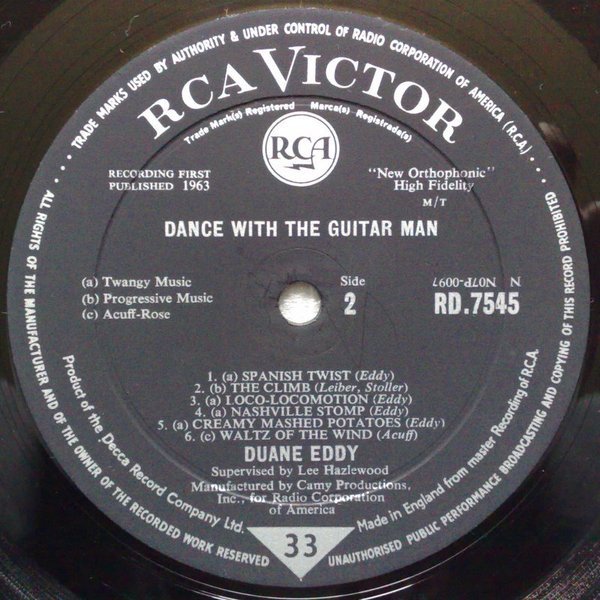 · · · TRADE MARKS USED BY AUTHORITY & UNDER CONTROL OF RADIO CORPORATION OF AMERICA (R.C.A.) · · · ·
RCA VICTOR
Trade Mark(s) Registered Marca(s) Registrada(s)
RCA
RECORDING FIRST
PUBLISHED 1963
"New Orthophonic"
High Fidelity
M/T
DANCE WITH THE GUITAR MAN
(a) Twangy Music
(b) Progressive Music
(c) Acuff-Rose
Side
2
RD.7545
1. (a) SPANISH TWIST (Eddy)
2. (b) THE CLIMB (Leiber, Stoller)
3. (a) LOCO-LOCOMOTION (Eddy)
4. (a) NASHVILLE STOMP (Eddy)
5. (a) CREAMY MASHED POTATOES (Eddy)
6. (c) WALTZ OF THE WIND (Acuff)
DUANE EDDY
Supervised by Lee Hazlewood
Manufactured by Camy Productions,
Inc., for Radio Corporation
of America
Product of the Decca Record Company Ltd.
33
Made in England from master Recording of R.C.A.
ALL RIGHTS OF THE MANUFACTURER AND OF THE OWNER OF THE RECORDED WORK RESERVED
UNAUTHORISED PUBLIC PERFORMANCE BROADCASTING AND COPYING OF THIS RECORD PROHIBITED